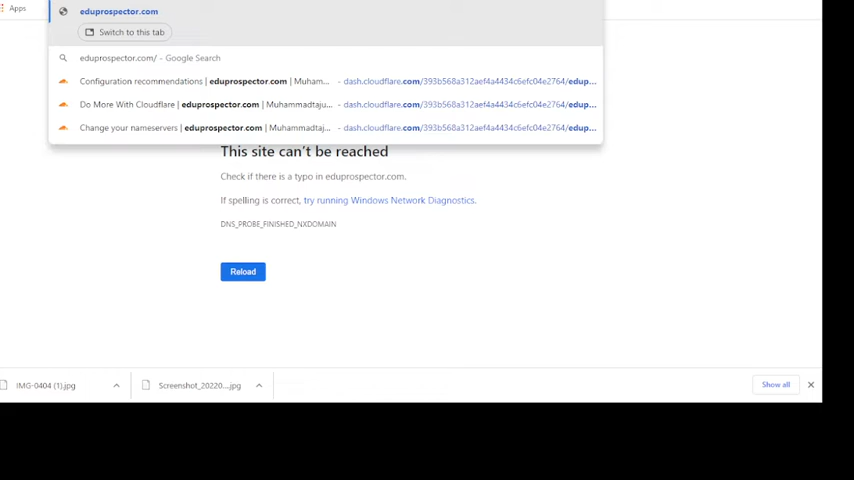 Apps
eduprospector.com
Switch to this tab
eduprospector.com/ - Google Search
Configuration recommendations | eduprospector.com | Muham... - dash.cloudflare.com/393b568a312aef4a4434c6efc04e2764/edup...
Do More With Cloudflare | eduprospector.com | Muhammadtaju... - dash.cloudflare.com/393b568a312aef4a4434c6efc04e2764/edup...
Change your nameservers | eduprospector.com | Muhammadtaj... - dash.cloudflare.com/393b568a312aef4a4434c6efc04e2764/edup...
This site can’t be reached
Check if there is a typo in eduprospector.com.
If spelling is correct, try running Windows Network Diagnostics.
DNS_PROBE_FINISHED_NXDOMAIN
Reload
IMG-0404 (1).jpg
Screenshot_20220....jpg
Show all